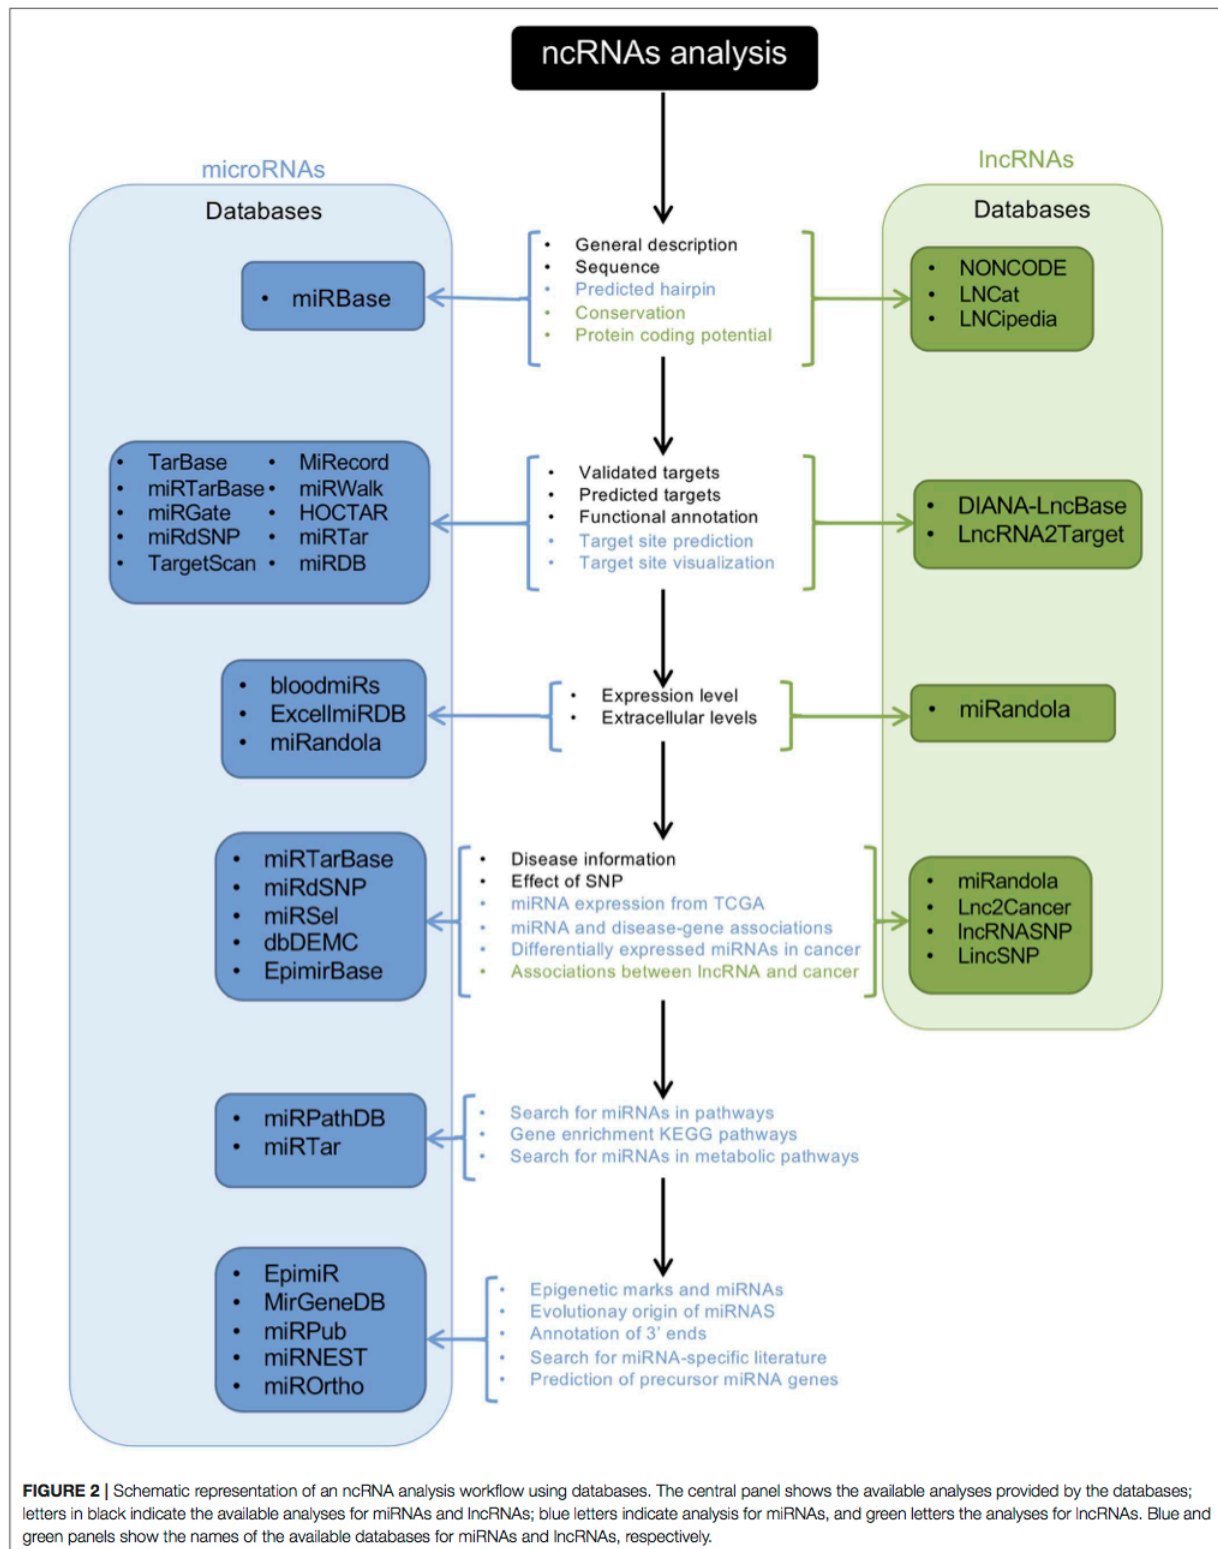 ncRNAs analysis
microRNAs
lncRNAs
Databases
Databases
• miRBase
• General description
• Sequence
• Predicted hairpin
• Conservation
• Protein coding potential
• NONCODE
• LNCat
• LNCipedia
• TarBase • MiRecord
• miRTarBase • miRWalk
• miRGate • HOCTAR
• miRdSNP • miRTar
• TargetScan • miRDB
• Validated targets
• Predicted targets
• Functional annotation
• Target site prediction
• Target site visualization
• DIANA-LncBase
• LncRNA2Target
• bloodmiRs
• ExcellmiRDB
• miRandola
• Expression level
• Extracellular levels
• miRandola
• miRTarBase
• miRdSNP
• miRSel
• dbDEMC
• EpimirBase
• Disease information
• Effect of SNP
• miRNA expression from TCGA
• miRNA and disease-gene associations
• Differentially expressed miRNAs in cancer
• Associations between lncRNA and cancer
• miRandola
• Lnc2Cancer
• lncRNASNP
• LincSNP
• miRPathDB
• miRTar
• Search for miRNAs in pathways
• Gene enrichment KEGG pathways
• Search for miRNAs in metabolic pathways
• EpimiR
• MirGeneDB
• miRPub
• miRNEST
• miROrtho
• Epigenetic marks and miRNAs
• Evolutionay origin of miRNAS
• Annotation of 3' ends
• Search for miRNA-specific literature
• Prediction of precursor miRNA genes
FIGURE 2 | Schematic representation of an ncRNA analysis workflow using databases. The central panel shows the available analyses provided by the databases;
letters in black indicate the available analyses for miRNAs and lncRNAs; blue letters indicate analysis for miRNAs, and green letters the analyses for lncRNAs. Blue and
green panels show the names of the available databases for miRNAs and lncRNAs, respectively.